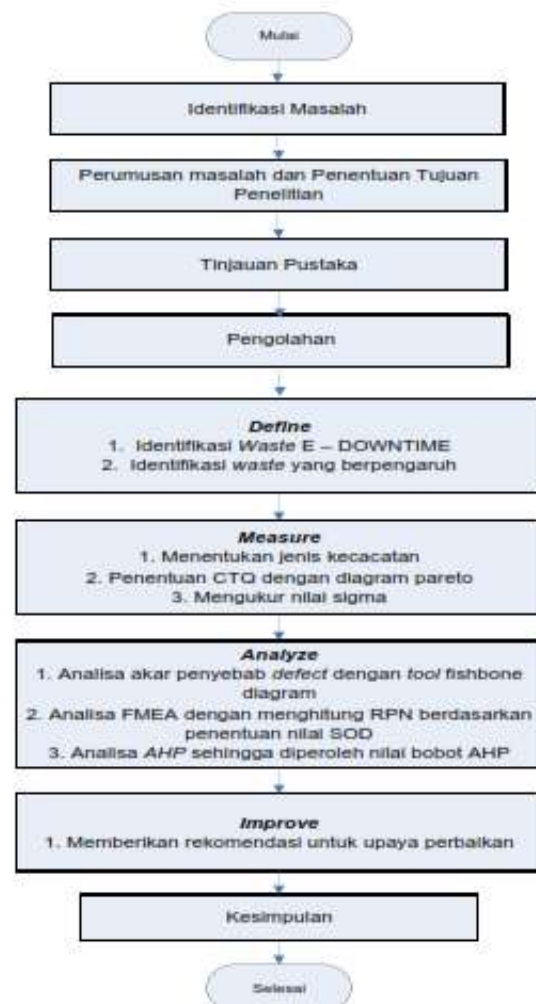 Mulai
Identifikasi Masalah
Perumusan masalah dan Penentuan Tujuan
Penelitian
Tinjauan Pustaka
Pengolahan
Define
1. Identifikasi Waste E – DOWNTIME
2. Identifikasi waste yang berpengaruh
Measure
1. Menentukan jenis kecacatan
2. Penentuan CTQ dengan diagram pareto
3. Mengukur nilai sigma
Analyze
1. Analisa akar penyebab defect dengan tool fishbone
diagram
2. Analisa FMEA dengan menghitung RPN berdasarkan
penentuan nilai SOD
3. Analisa AHP sehingga diperoleh nilai bobot AHP
Improve
1. Memberikan rekomendasi untuk upaya perbaikan
Kesimpulan
Selesai